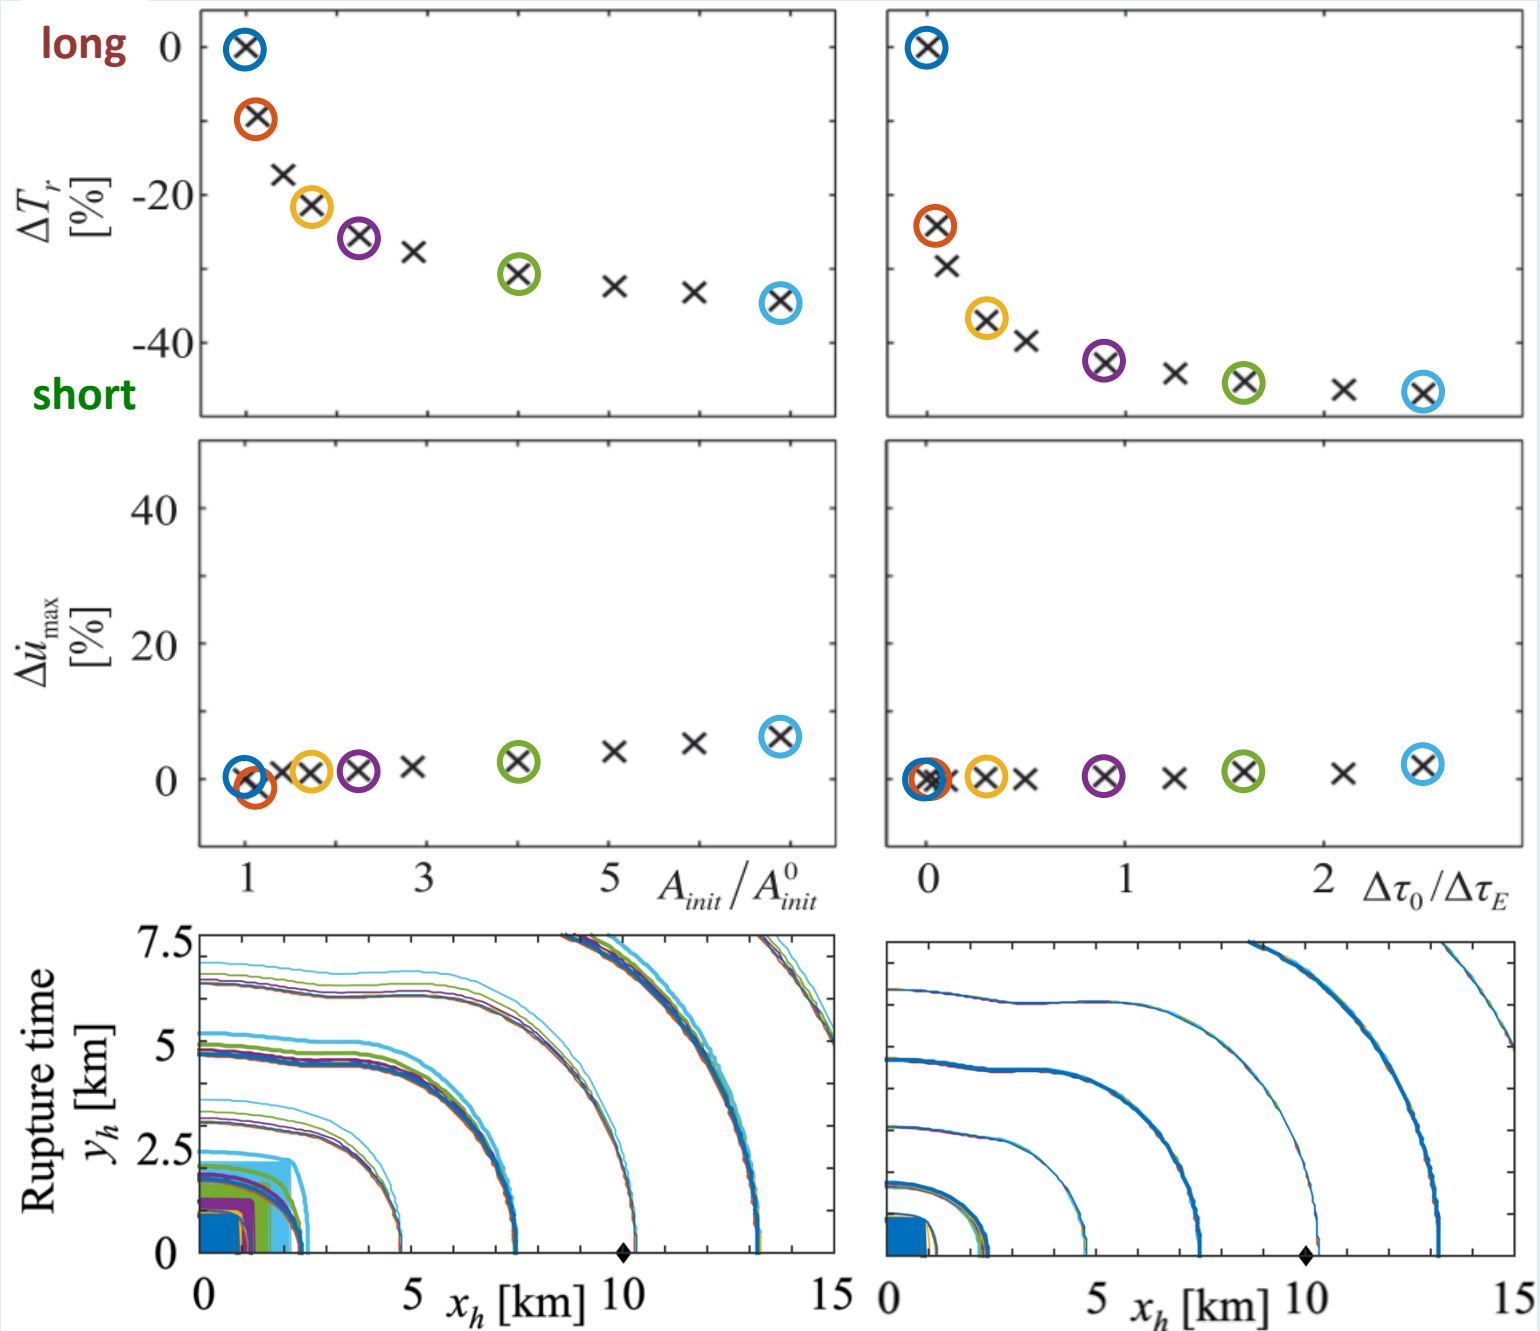 long
0
-20
-40
short
ΔT_r
[%]
40
20
0
Δu̇_max
[%]
1 3 5 A_init / A^0_init
0 1 2 Δτ_0 / Δτ_E
7.5
5
2.5
0
Rupture time
y_h [km]
0 5 x_h [km] 10 15
0 5 x_h [km] 10 15